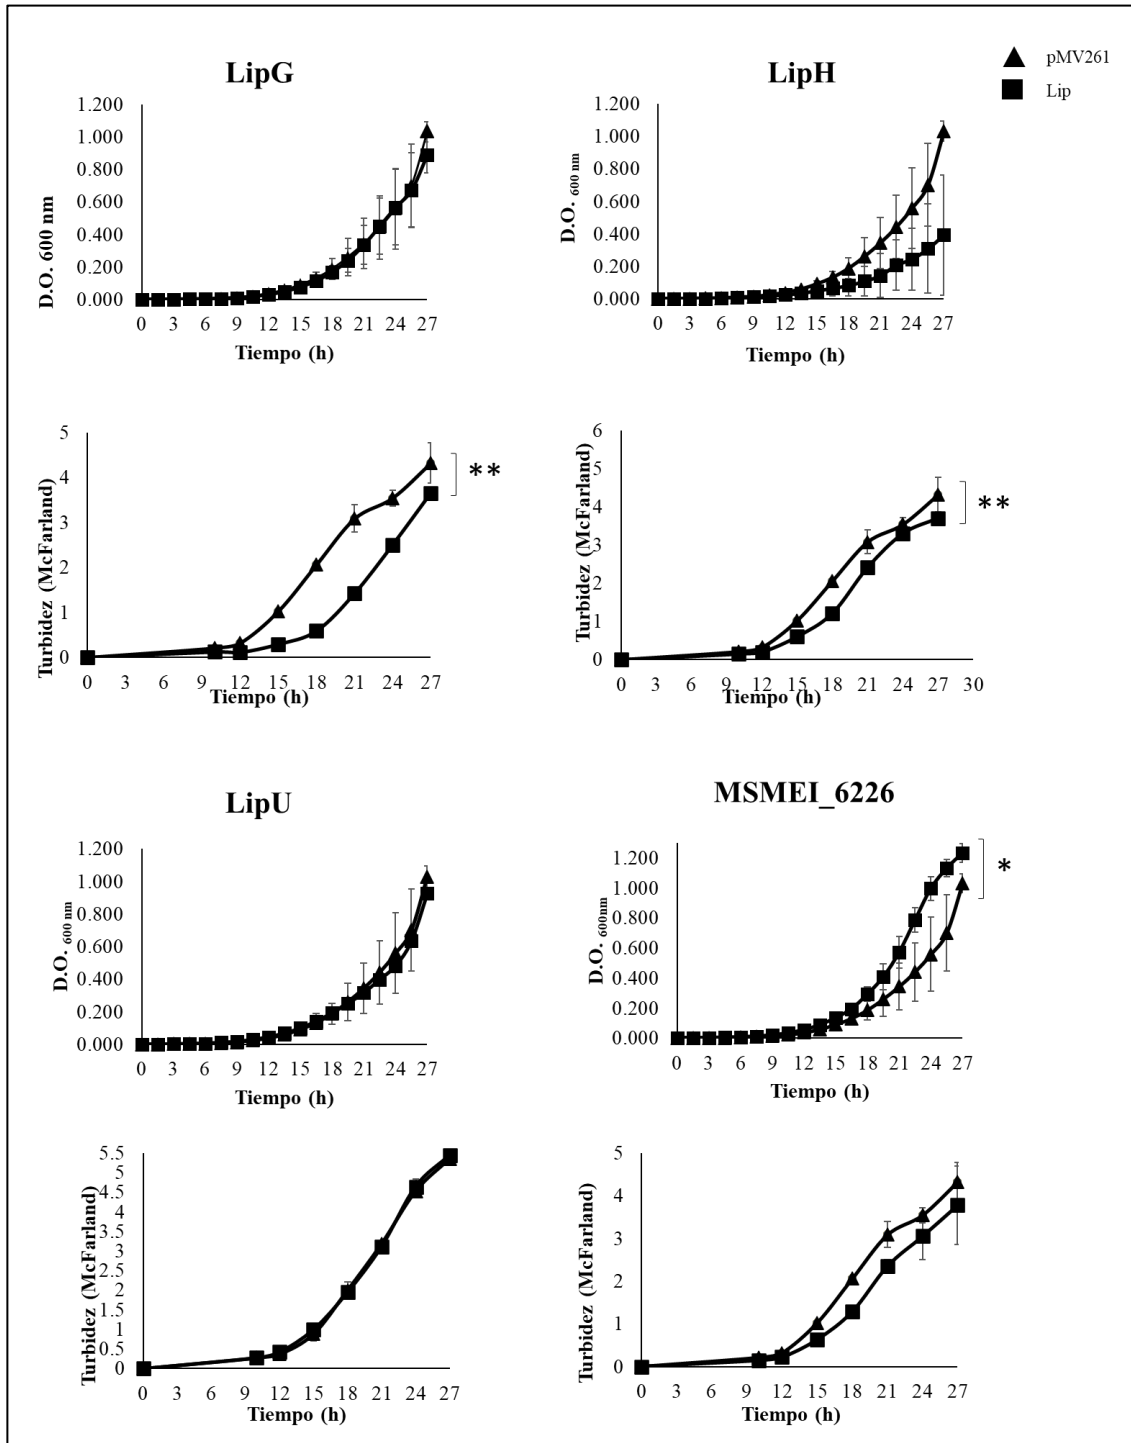 LipG
LipH
pMV261
Lip
D.O. 600 nm
1.200
1.000
0.800
0.600
0.400
0.200
0.000
0 3 6 9 12 15 18 21 24 27
Tiempo (h)
D.O. 600 nm
1.200
1.000
0.800
0.600
0.400
0.200
0.000
0 3 6 9 12 15 18 21 24 27
Tiempo (h)
Turbidez (McFarland)
5
4
3
2
1
0
0 3 6 9 12 15 18 21 24 27
Tiempo (h)
**
Turbidez (McFarland)
6
5
4
3
2
1
0
0 3 6 9 12 15 18 21 24 27 30
Tiempo (h)
**
LipU
MSMEI_6226
D.O. 600 nm
1.200
1.000
0.800
0.600
0.400
0.200
0.000
0 3 6 9 12 15 18 21 24 27
Tiempo (h)
D.O. 600nm
1.200
1.000
0.800
0.600
0.400
0.200
0.000
0 3 6 9 12 15 18 21 24 27
Tiempo (h)
*
Turbidez (McFarland)
5.5
5
4.5
4
3.5
3
2.5
2
1.5
1
0.5
0
0 3 6 9 12 15 18 21 24 27
Tiempo (h)
Turbidez (McFarland)
5
4
3
2
1
0
0 3 6 9 12 15 18 21 24 27
Tiempo (h)